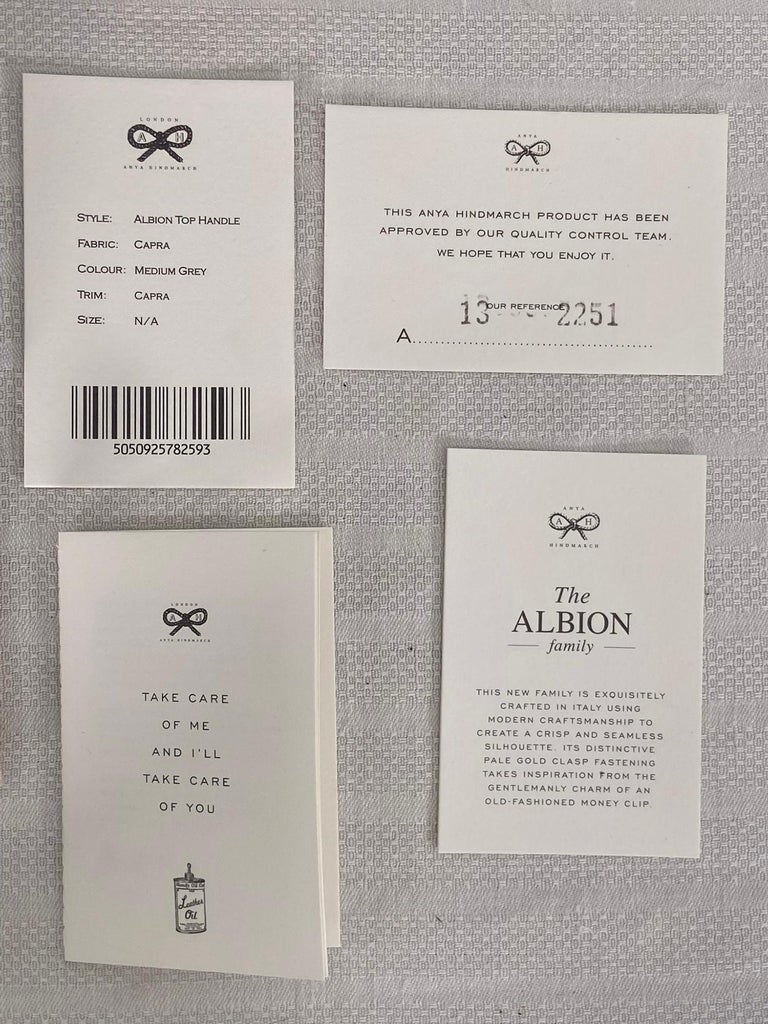 LONDON
A H
ANYA HINDMARCH
STYLE: ALBION TOP HANDLE
FABRIC: CAPRA
COLOUR: MEDIUM GREY
TRIM: CAPRA
SIZE: N/A
5050925782593
ANYA
A H
HINDMARCH
THIS ANYA HINDMARCH PRODUCT HAS BEEN
APPROVED BY OUR QUALITY CONTROL TEAM.
WE HOPE THAT YOU ENJOY IT.
OUR REFERENCE
13 2251
A........................................
LONDON
A H
ANYA HINDMARCH
TAKE CARE
OF ME
AND I'LL
TAKE CARE
OF YOU
Leather
Oil
ANYA
A H
HINDMARCH
The
ALBION
family
THIS NEW FAMILY IS EXQUISITELY
CRAFTED IN ITALY USING
MODERN CRAFTSMANSHIP TO
CREATE A CRISP AND SEAMLESS
SILHOUETTE. ITS DISTINCTIVE
PALE GOLD CLASP FASTENING
TAKES INSPIRATION FROM THE
GENTLEMANLY CHARM OF AN
OLD-FASHIONED MONEY CLIP.